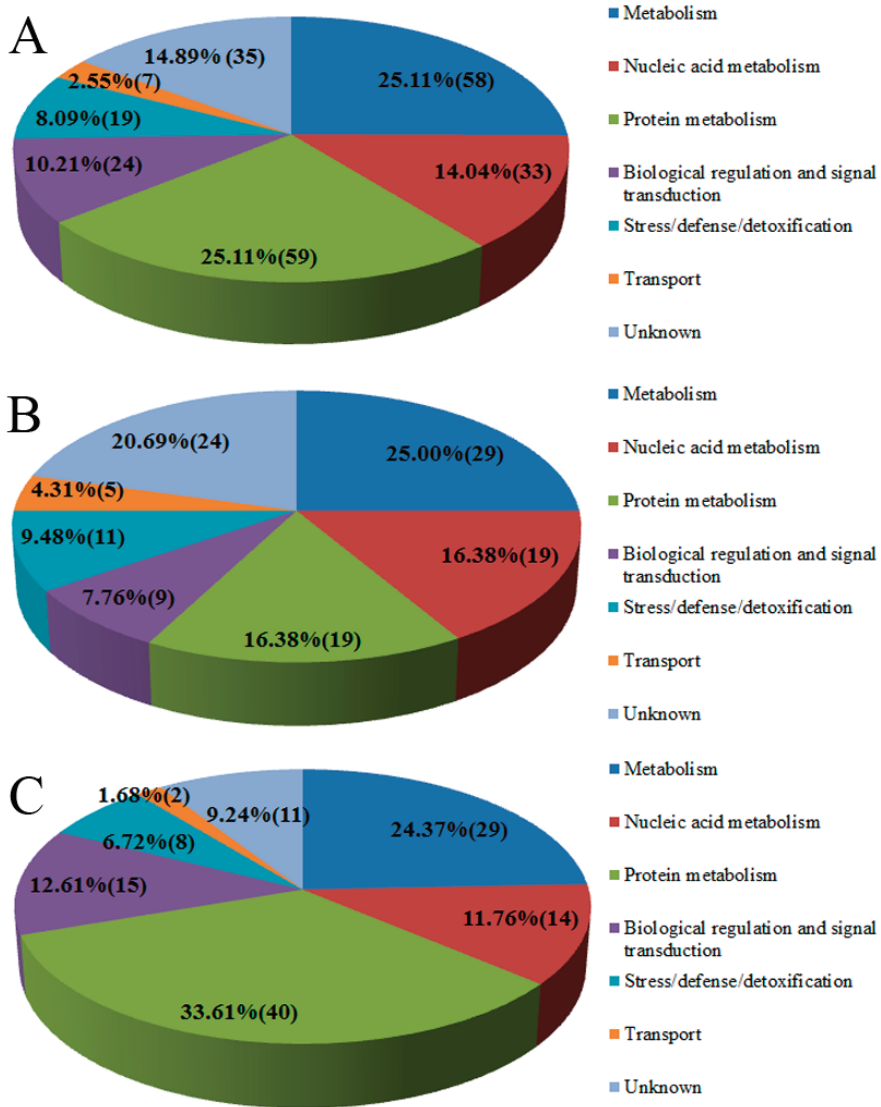 A
14.89%(35)
2.55%(7)
8.09%(19)
10.21%(24)
25.11%(59)
25.11%(58)
14.04%(33)
Metabolism
Nucleic acid metabolism
Protein metabolism
Biological regulation and signal
transduction
Stress/defense/detoxification
Transport
Unknown
B
20.69%(24)
4.31%(5)
9.48%(11)
7.76%(9)
16.38%(19)
25.00%(29)
16.38%(19)
Metabolism
Nucleic acid metabolism
Protein metabolism
Biological regulation and signal
transduction
Stress/defense/detoxification
Transport
Unknown
C
1.68%(2)
9.24%(11)
6.72%(8)
12.61%(15)
33.61%(40)
24.37%(29)
11.76%(14)
Metabolism
Nucleic acid metabolism
Protein metabolism
Biological regulation and signal
transduction
Stress/defense/detoxification
Transport
Unknown